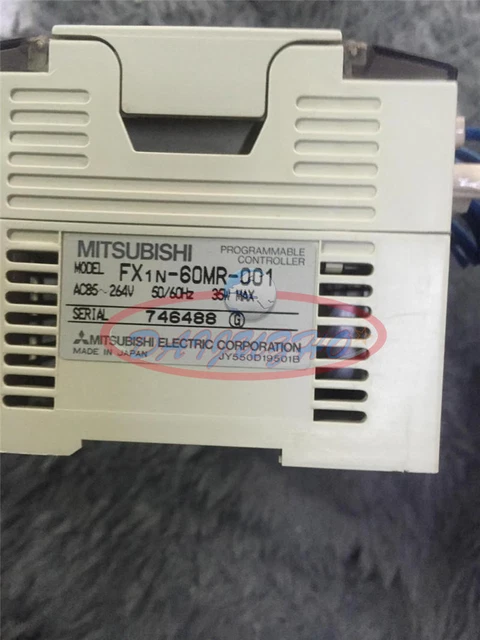 MITSUBISHI PROGRAMMABLE CONTROLLER
MODEL FX1N-60MR-001
AC85~264V 50/60Hz 35W MAX
SERIAL 746488 G
MITSUBISHI ELECTRIC CORPORATION
MADE IN JAPAN JY550D19501B